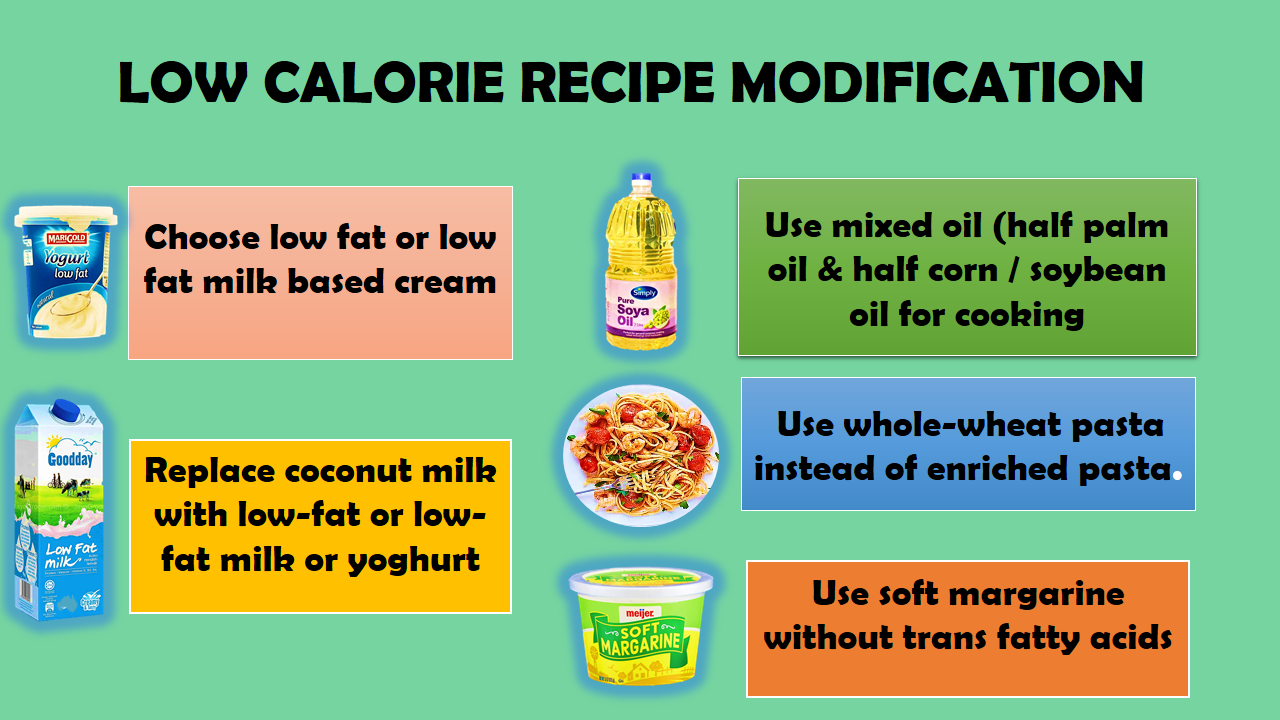 LOW CALORIE RECIPE MODIFICATION
MARIGOLD
Yogurt
low fat
natural
Choose low fat or low
fat milk based cream
Goodday
Low Fat
milk
Replace coconut milk
with low-fat or low-
fat milk or yoghurt
Simply
Pure
Soya
Oil
Use mixed oil (half palm
oil & half corn / soybean
oil for cooking
Use whole-wheat pasta
instead of enriched pasta.
meijer
SOFT
MARGARINE
Use soft margarine
without trans fatty acids